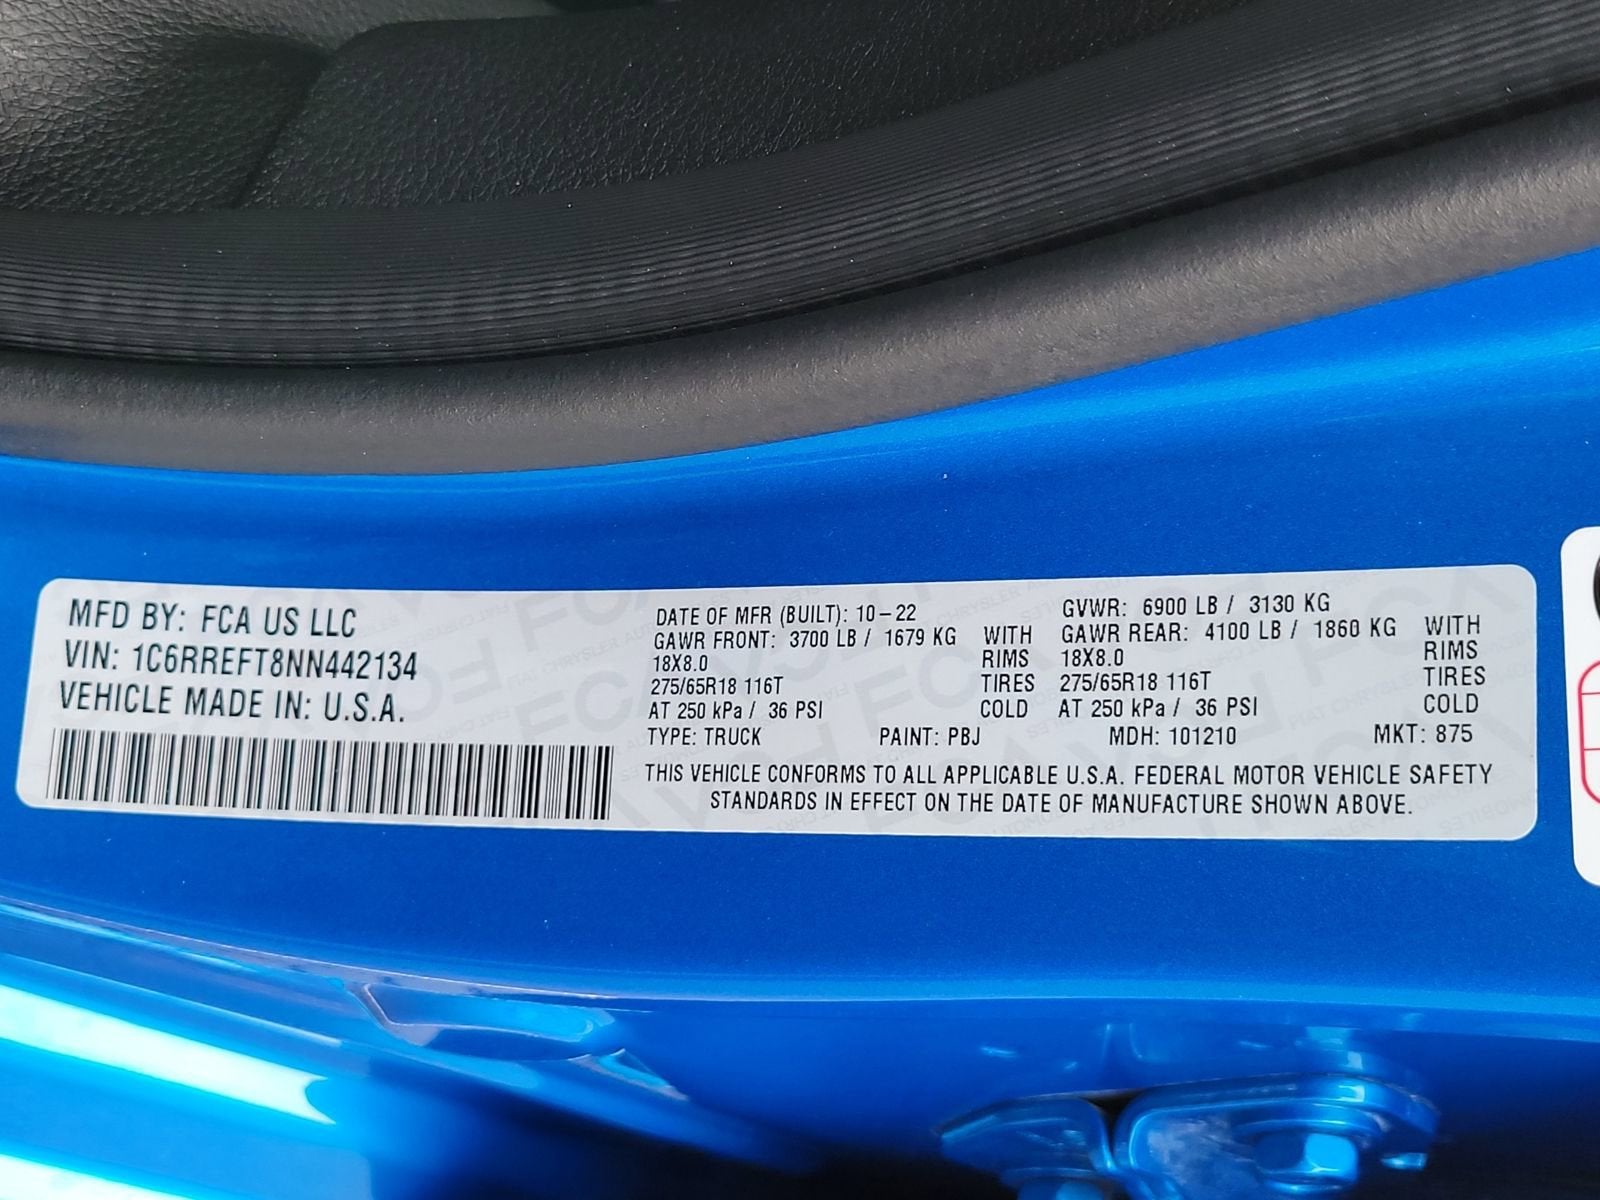 MFD BY: FCA US LLC
VIN: 1C6RREFT8NN442134
VEHICLE MADE IN: U.S.A.
DATE OF MFR (BUILT): 10-22 GVWR: 6900 LB / 3130 KG
GAWR FRONT: 3700 LB / 1679 KG WITH GAWR REAR: 4100 LB / 1860 KG WITH
18X8.0 RIMS 18X8.0 RIMS
275/65R18 116T TIRES 275/65R18 116T TIRES
AT 250 kPa / 36 PSI COLD AT 250 kPa / 36 PSI COLD
TYPE: TRUCK PAINT: PBJ MDH: 101210 MKT: 875
THIS VEHICLE CONFORMS TO ALL APPLICABLE U.S.A. FEDERAL MOTOR VEHICLE SAFETY
STANDARDS IN EFFECT ON THE DATE OF MANUFACTURE SHOWN ABOVE.